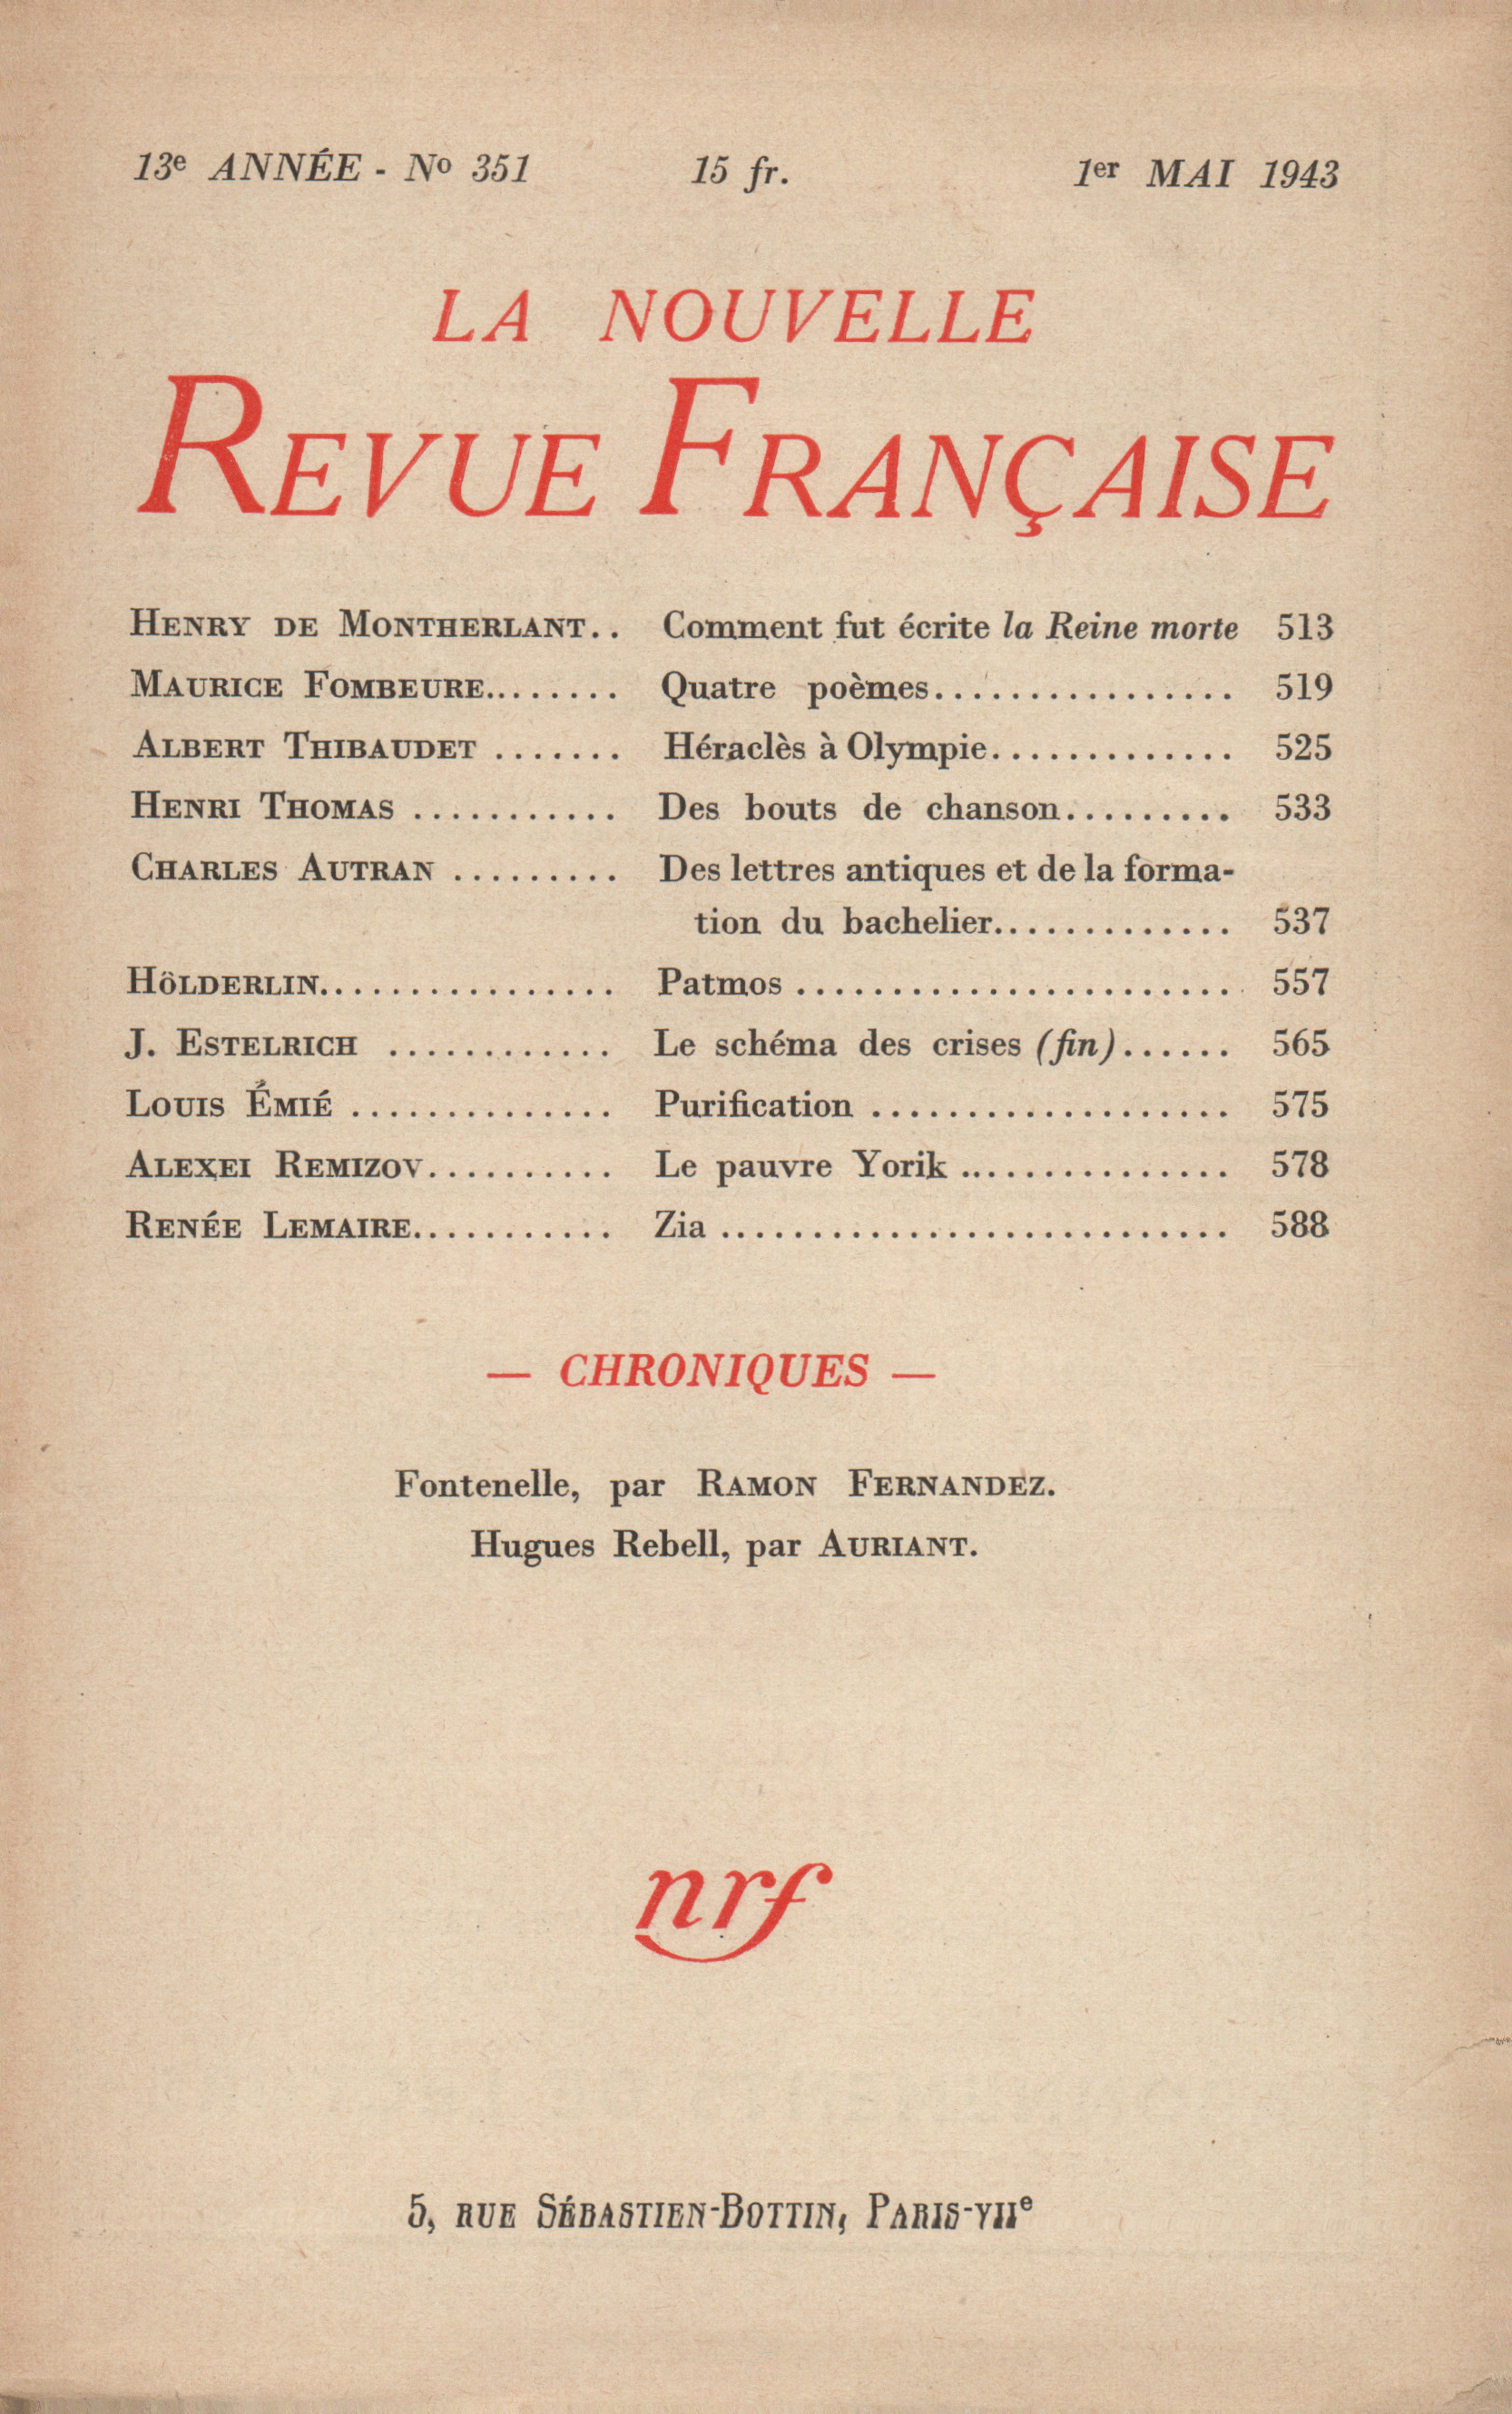 13e ANNÉE - No 351 15 fr. 1er MAI 1943
LA NOUVELLE
REVUE FRANÇAISE
HENRY DE MONTHERLANT.. Comment fut écrite la Reine morte 513
MAURICE FOMBEURE........ Quatre poèmes................ 519
ALBERT THIBAUDET ....... Héraclès à Olympie............. 525
HENRI THOMAS ........... Des bouts de chanson......... 533
CHARLES AUTRAN ......... Des lettres antiques et de la forma-
tion du bachelier............. 537
HÖLDERLIN................ Patmos ....................... 557
J. ESTELRICH ............ Le schéma des crises (fin)...... 565
LOUIS ÉMIÉ .............. Purification ................... 575
ALEXEI REMIZOV.......... Le pauvre Yorik ............... 578
RENÉE LEMAIRE........... Zia ........................... 588
— CHRONIQUES —
Fontenelle, par RAMON FERNANDEZ.
Hugues Rebell, par AURIANT.
nrf
5, RUE SÉBASTIEN-BOTTIN, PARIS-VIIe